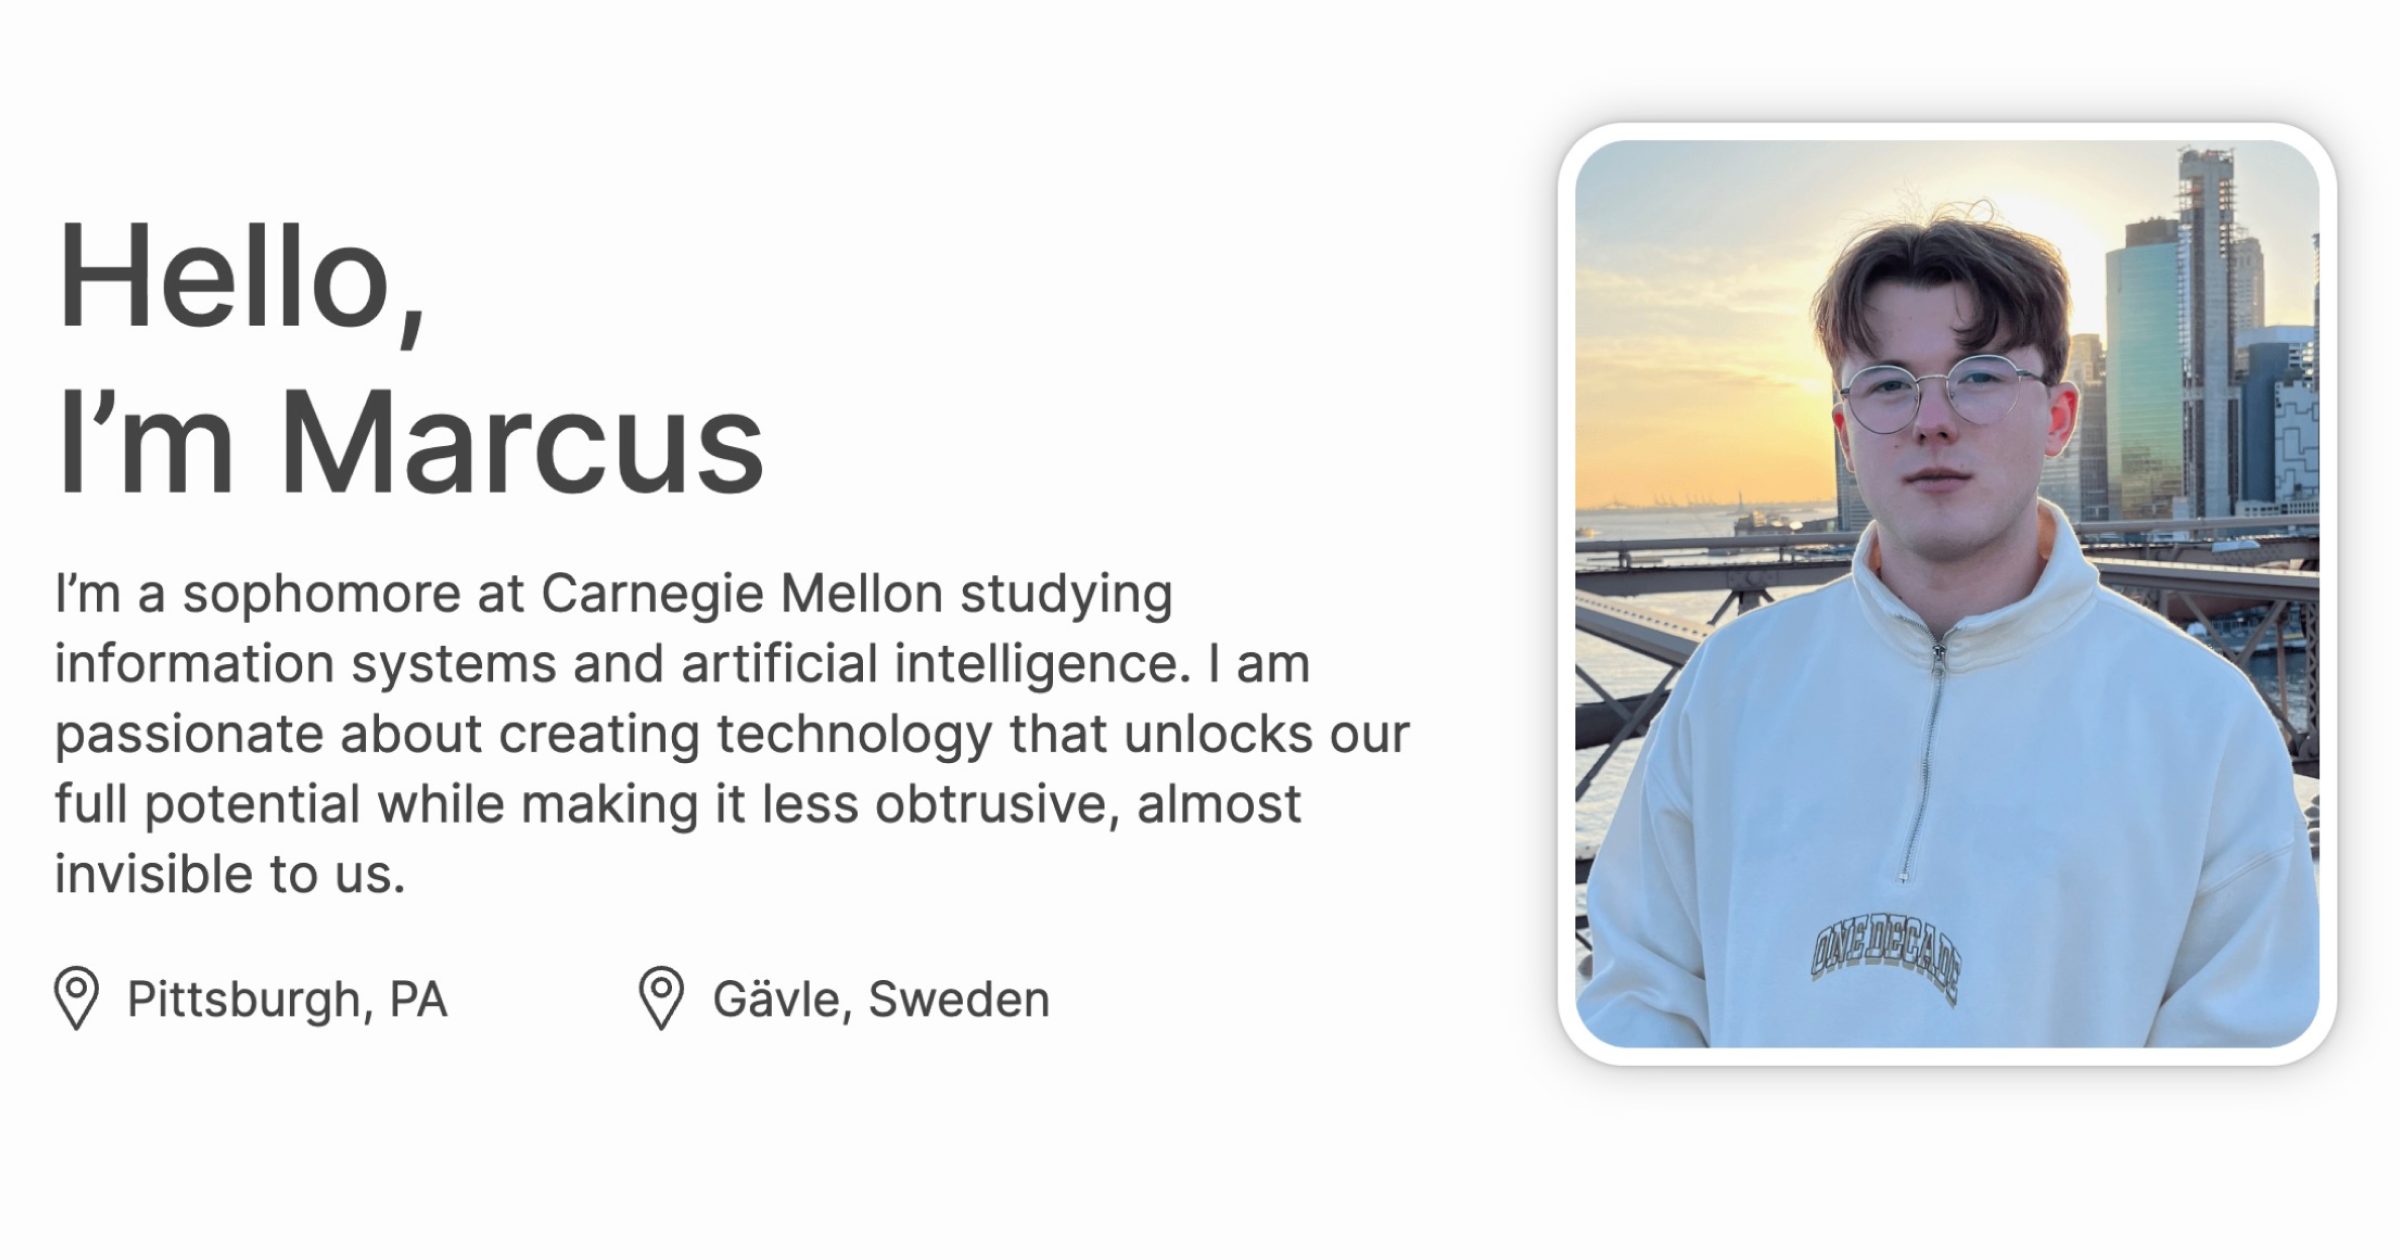 Hello,
I’m Marcus
I’m a sophomore at Carnegie Mellon studying
information systems and artificial intelligence. I am
passionate about creating technology that unlocks our
full potential while making it less obtrusive, almost
invisible to us.
Pittsburgh, PA
Gävle, Sweden
ONE DECADE